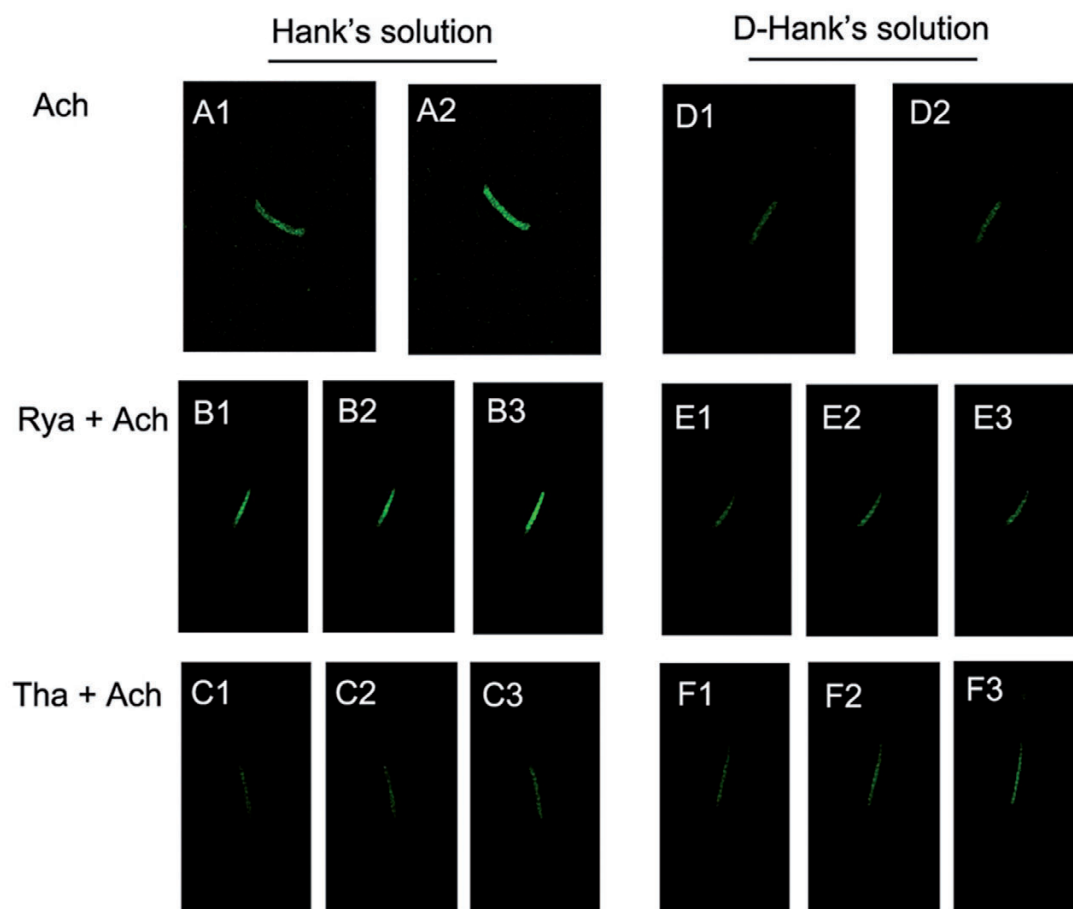 Hank's solution
D-Hank's solution
Ach
A1
A2
D1
D2
Rya + Ach
B1
B2
B3
E1
E2
E3
Tha + Ach
C1
C2
C3
F1
F2
F3